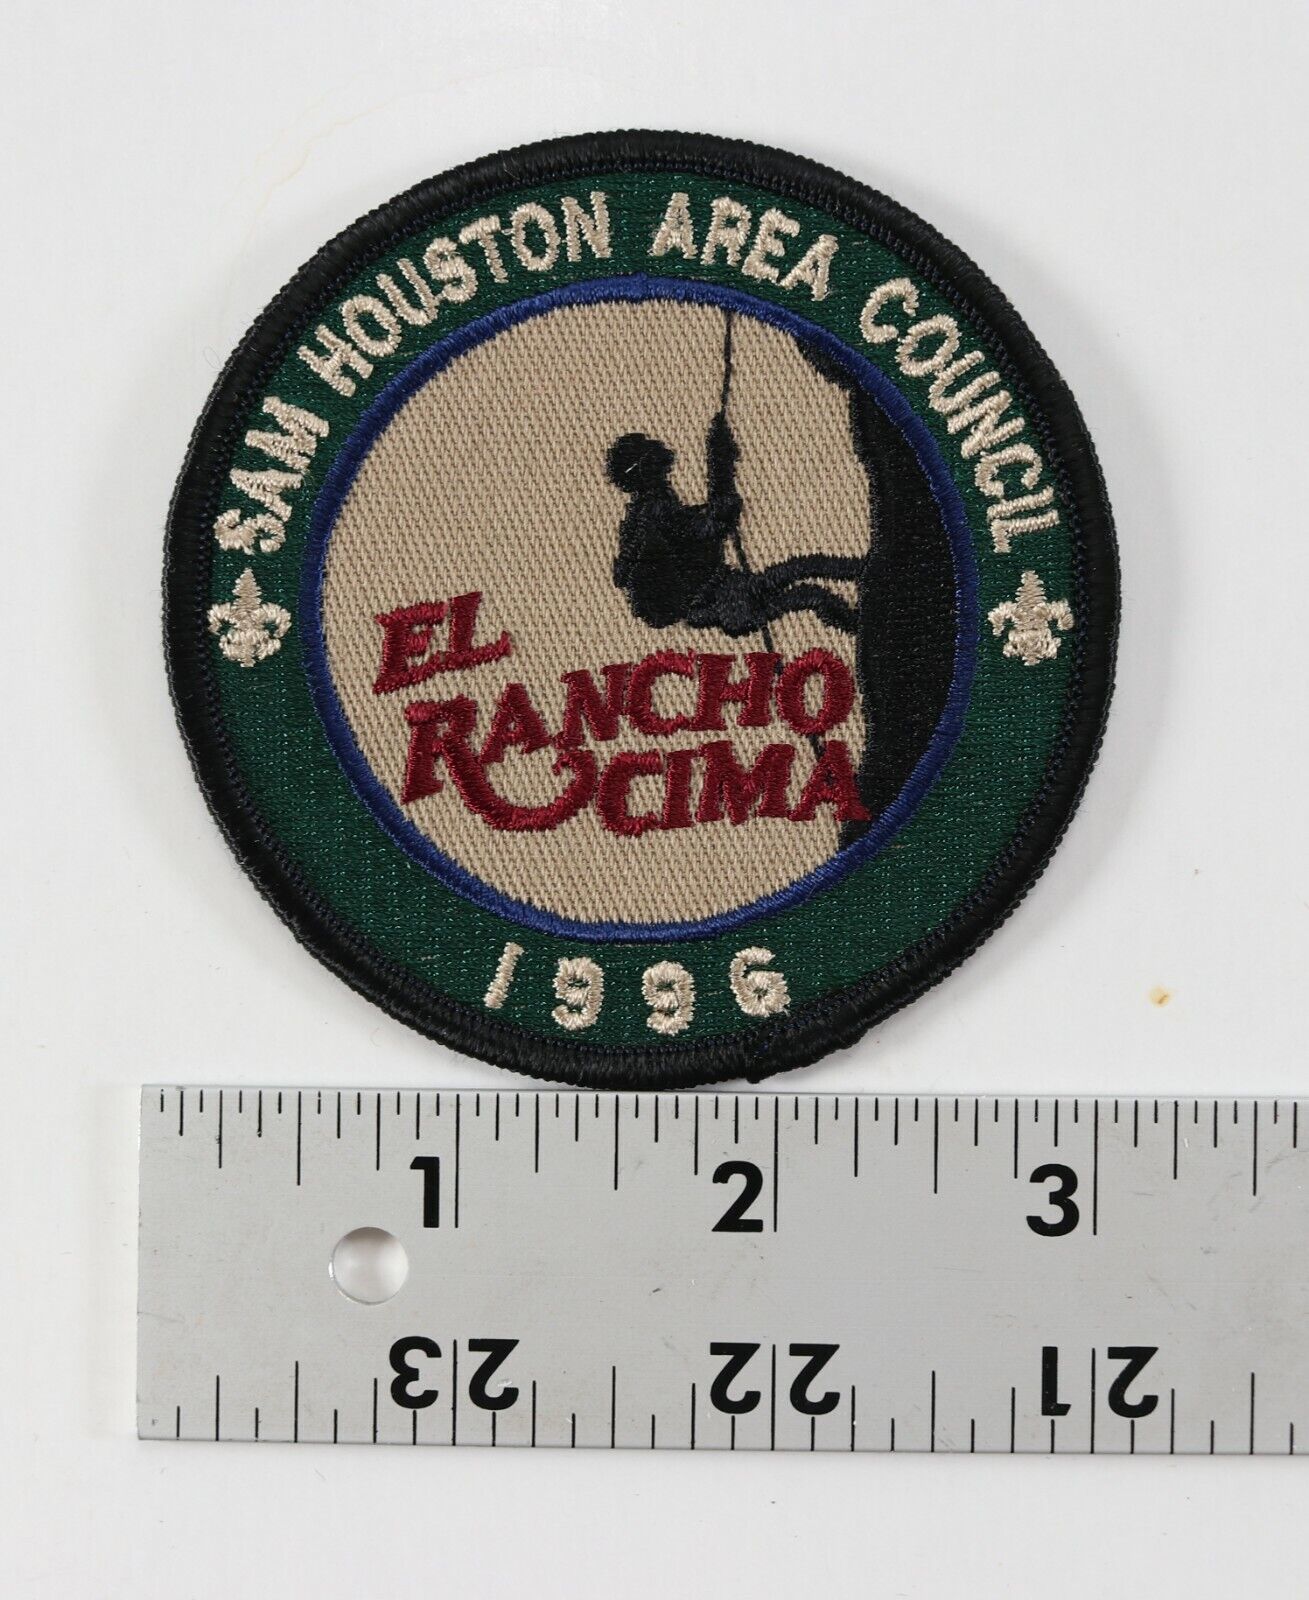 SAM HOUSTON AREA COUNCIL
EL
RANCHO
CIMA
1996
1 2 3
23 22 21